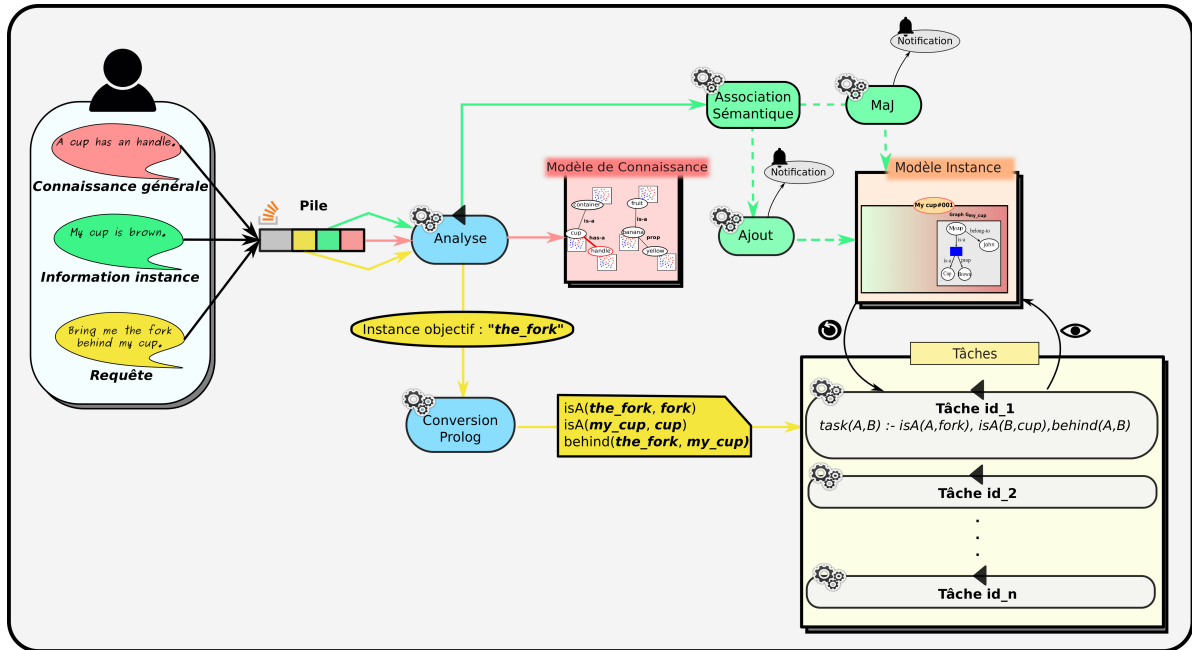 A cup has an handle.
Connaissance générale
My cup is brown.
Information instance
Bring me the fork
behind my cup.
Requête
Pile
Analyse
Instance objectif : "the_fork"
Conversion
Prolog
isA(the_fork, fork)
isA(my_cup, cup)
behind(the_fork, my_cup)
Modèle de Connaissance
container
is-a
cup
has-a
handle
fruit
is-a
banana
prop
yellow
Association
Sémantique
MaJ
Notification
Ajout
Notification
Modèle Instance
My cup#001
Graph Gmy_cup
belong-to
John
is-a
is-a
prop
Cup
Brown
Tâches
Tâche id_1
task(A,B) :- isA(A,fork), isA(B,cup),behind(A,B)
Tâche id_2
.
.
.
Tâche id_n